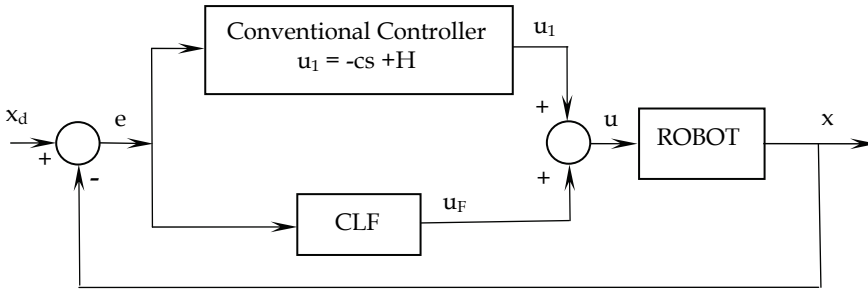 Conventional Controller
u₁ = -cs +H
u₁
x_d
+
-
e
+
+
u
ROBOT
x
CLF
u_F